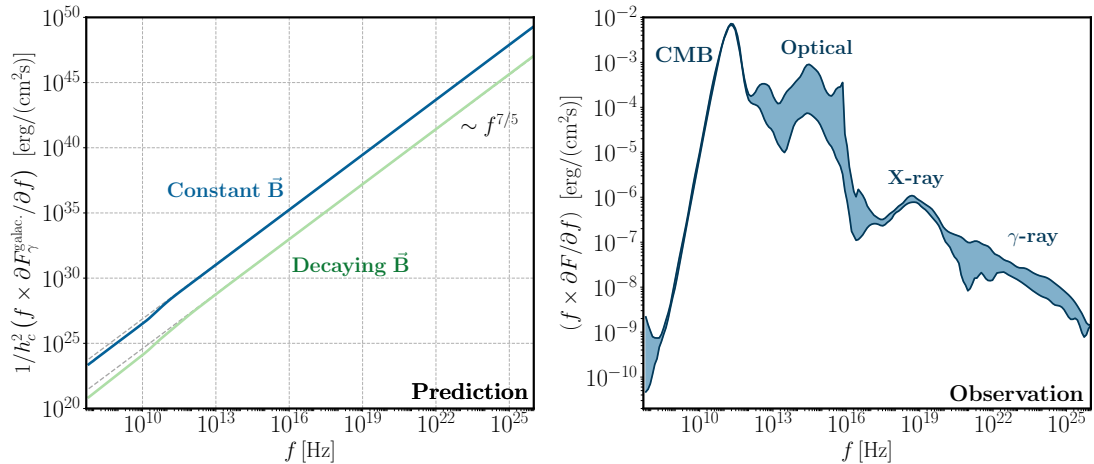 10^50
10^45
10^40
10^35
10^30
10^25
10^20
1/h_c^2 (f × ∂F_γ^galac./∂f) [erg/(cm^2s)]
∼ f^7/5
Constant B⃗
Decaying B⃗
Prediction
10^10 10^13 10^16 10^19 10^22 10^25
f [Hz]
10^−2
10^−3
10^−4
10^−5
10^−6
10^−7
10^−8
10^−9
10^−10
(f × ∂F/∂f) [erg/(cm^2s)]
CMB
Optical
X-ray
γ-ray
Observation
10^10 10^13 10^16 10^19 10^22 10^25
f [Hz]